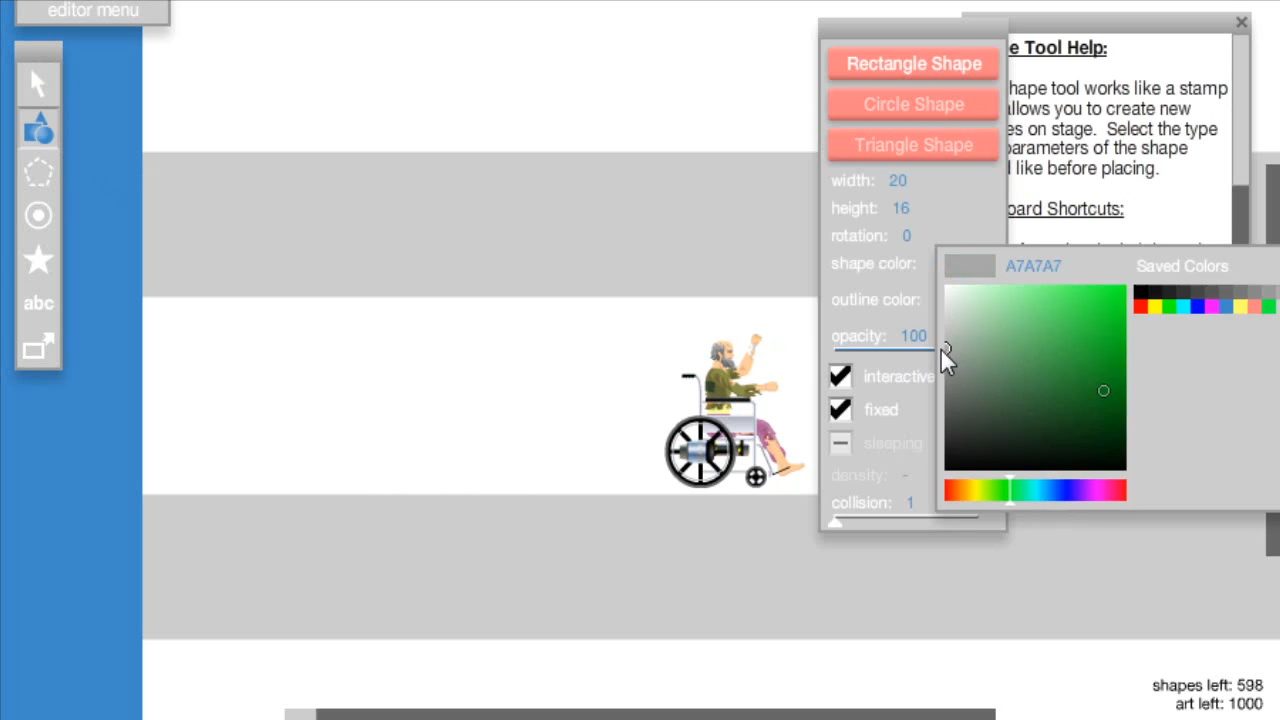 editor menu
abc
Rectangle Shape
Circle Shape
Triangle Shape
width: 20
height: 16
rotation: 0
shape color:
outline color:
opacity: 100
interactive
fixed
sleeping
density: -
collision: 1
e Tool Help:
hape tool works like a stamp
allows you to create new
es on stage. Select the type
parameters of the shape
like before placing.
oard Shortcuts:
A7A7A7
Saved Colors
shapes left: 598
art left: 1000